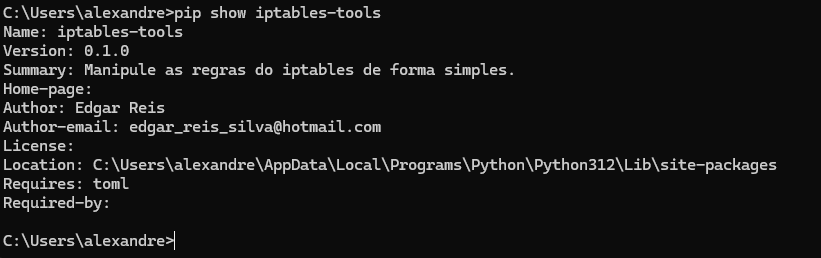 C:\Users\alexandre>pip show iptables-tools
Name: iptables-tools
Version: 0.1.0
Summary: Manipule as regras do iptables de forma simples.
Home-page:
Author: Edgar Reis
Author-email: edgar_reis_silva@hotmail.com
License:
Location: C:\Users\alexandre\AppData\Local\Programs\Python\Python312\Lib\site-packages
Requires: toml
Required-by:
C:\Users\alexandre>